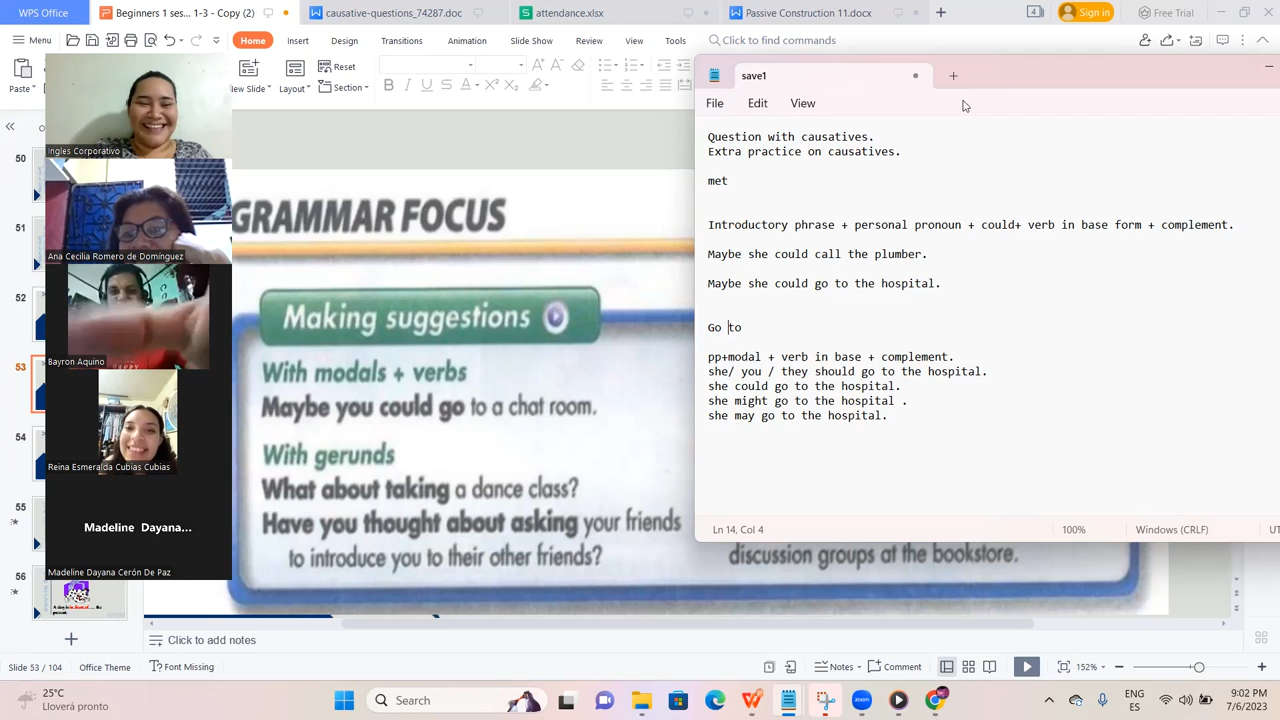 WPS Office
Beginner 1 ses... 1-3 - Copy (2)
causative-questions_74287.doc
attendance.xlsx
Passive Construction 11.docx
4
Sign in
Free Trial
Menu
Home
Insert
Design
Transitions
Animation
Slide Show
Review
View
Tools
Click to find commands
Reset
Layout
Ingles Corporativo
Ana Cecilia Romero de Domínguez
Bayron Aquino
Reina Esmeralda Cubias Cubias
Madeline Dayana...
Madeline Dayana Cerón De Paz
50
51
52
53
54
55
56
GRAMMAR FOCUS
Making suggestions
With modals + verbs
Maybe you could go to a chat room.
With gerunds
What about taking a dance class?
Have you thought about asking your friends
to introduce you to their other friends?
discussion groups at the bookstore.
save1
File
Edit
View
Question with causatives.
Extra practice on causatives.
met
Introductory phrase + personal pronoun + could+ verb in base form + complement.
Maybe she could call the plumber.
Maybe she could go to the hospital.
Go to
pp+modal+verb in base + complement.
she/ you / they should go to the hospital.
she could go to the hospital.
she might go to the hospital .
she may go to the hospital.
Ln 14, Col 4
100%
Windows (CRLF)
Click to add notes
Slide 53 / 104
Office Theme
Font Missing
Notes
Comment
152%
25°C
Lloverá pronto
Search
ENG
ES
9:02 PM
7/6/2023